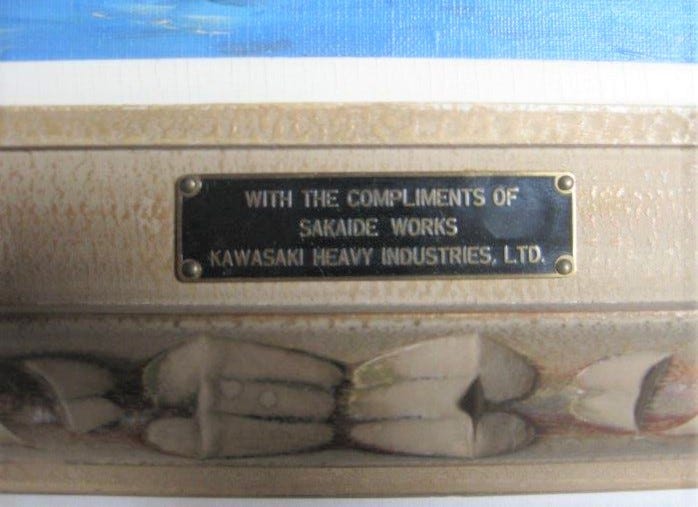 WITH THE COMPLIMENTS OF
SAKAIDE WORKS
KAWASAKI HEAVY INDUSTRIES, LTD.